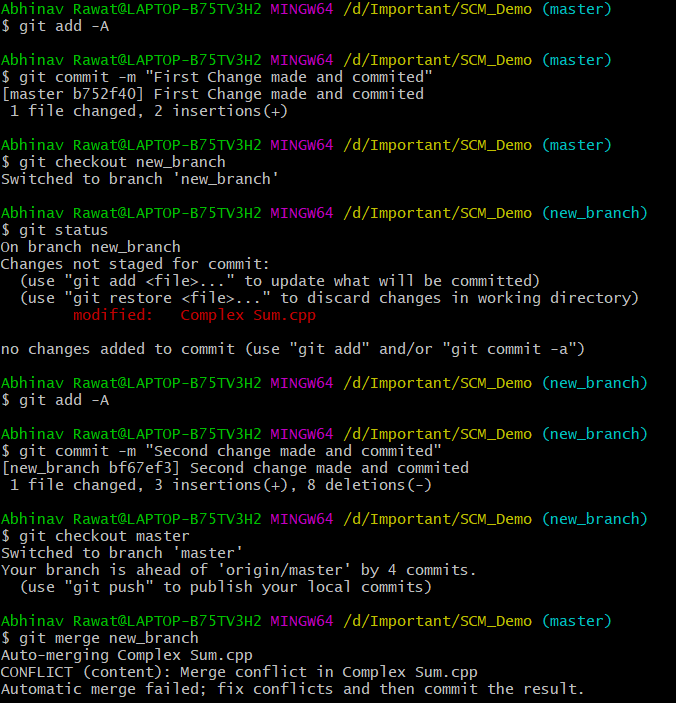 Abhinav Rawat@LAPTOP-B75TV3H2 MINGW64 /d/Important/SCM_Demo (master)
$ git add -A
Abhinav Rawat@LAPTOP-B75TV3H2 MINGW64 /d/Important/SCM_Demo (master)
$ git commit -m "First Change made and commited"
[master b752f40] First Change made and commited
 1 file changed, 2 insertions(+)
Abhinav Rawat@LAPTOP-B75TV3H2 MINGW64 /d/Important/SCM_Demo (master)
$ git checkout new_branch
Switched to branch 'new_branch'
Abhinav Rawat@LAPTOP-B75TV3H2 MINGW64 /d/Important/SCM_Demo (new_branch)
$ git status
On branch new_branch
Changes not staged for commit:
  (use "git add <file>..." to update what will be committed)
  (use "git restore <file>..." to discard changes in working directory)
        modified:   Complex Sum.cpp
no changes added to commit (use "git add" and/or "git commit -a")
Abhinav Rawat@LAPTOP-B75TV3H2 MINGW64 /d/Important/SCM_Demo (new_branch)
$ git add -A
Abhinav Rawat@LAPTOP-B75TV3H2 MINGW64 /d/Important/SCM_Demo (new_branch)
$ git commit -m "Second change made and commited"
[new_branch bf67ef3] Second change made and commited
 1 file changed, 3 insertions(+), 8 deletions(-)
Abhinav Rawat@LAPTOP-B75TV3H2 MINGW64 /d/Important/SCM_Demo (new_branch)
$ git checkout master
Switched to branch 'master'
Your branch is ahead of 'origin/master' by 4 commits.
  (use "git push" to publish your local commits)
Abhinav Rawat@LAPTOP-B75TV3H2 MINGW64 /d/Important/SCM_Demo (master)
$ git merge new_branch
Auto-merging Complex Sum.cpp
CONFLICT (content): Merge conflict in Complex Sum.cpp
Automatic merge failed; fix conflicts and then commit the result.